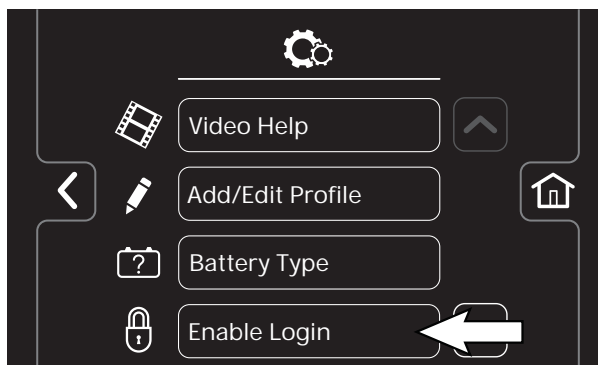 Video Help
Add/Edit Profile
?
Battery Type
Enable Login